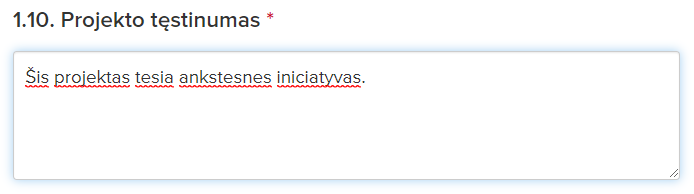 1.10. Projekto tęstinumas *
Šis projektas tesia ankstesnes iniciatyvas.